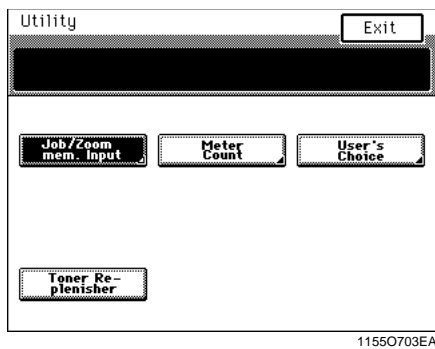 Utility
Exit
Job/Zoom
mem. Input
Meter
Count
User's
Choice
Toner Re-
plenisher
1155O703EA